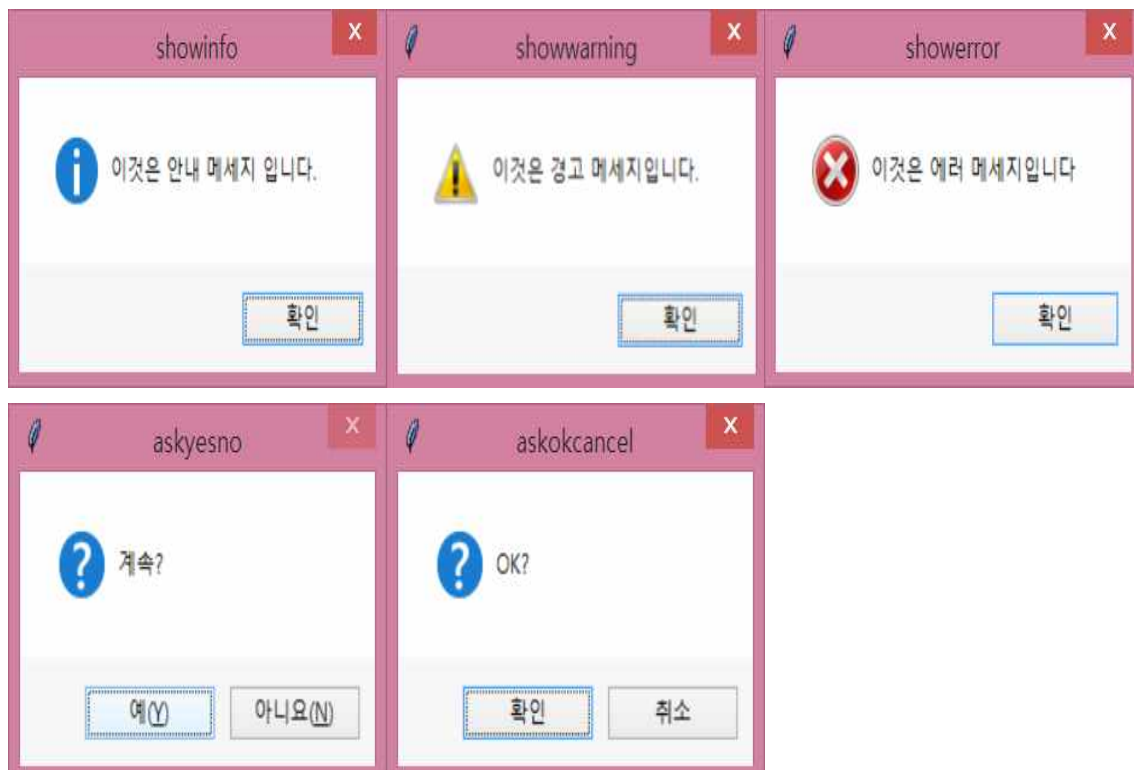 showinfo
이것은 안내 메세지 입니다.
확인
showwarning
이것은 경고 메세지입니다.
확인
showerror
이것은 에러 메세지입니다
확인
askyesno
계속?
예(Y)
아니요(N)
askokcancel
OK?
확인
취소